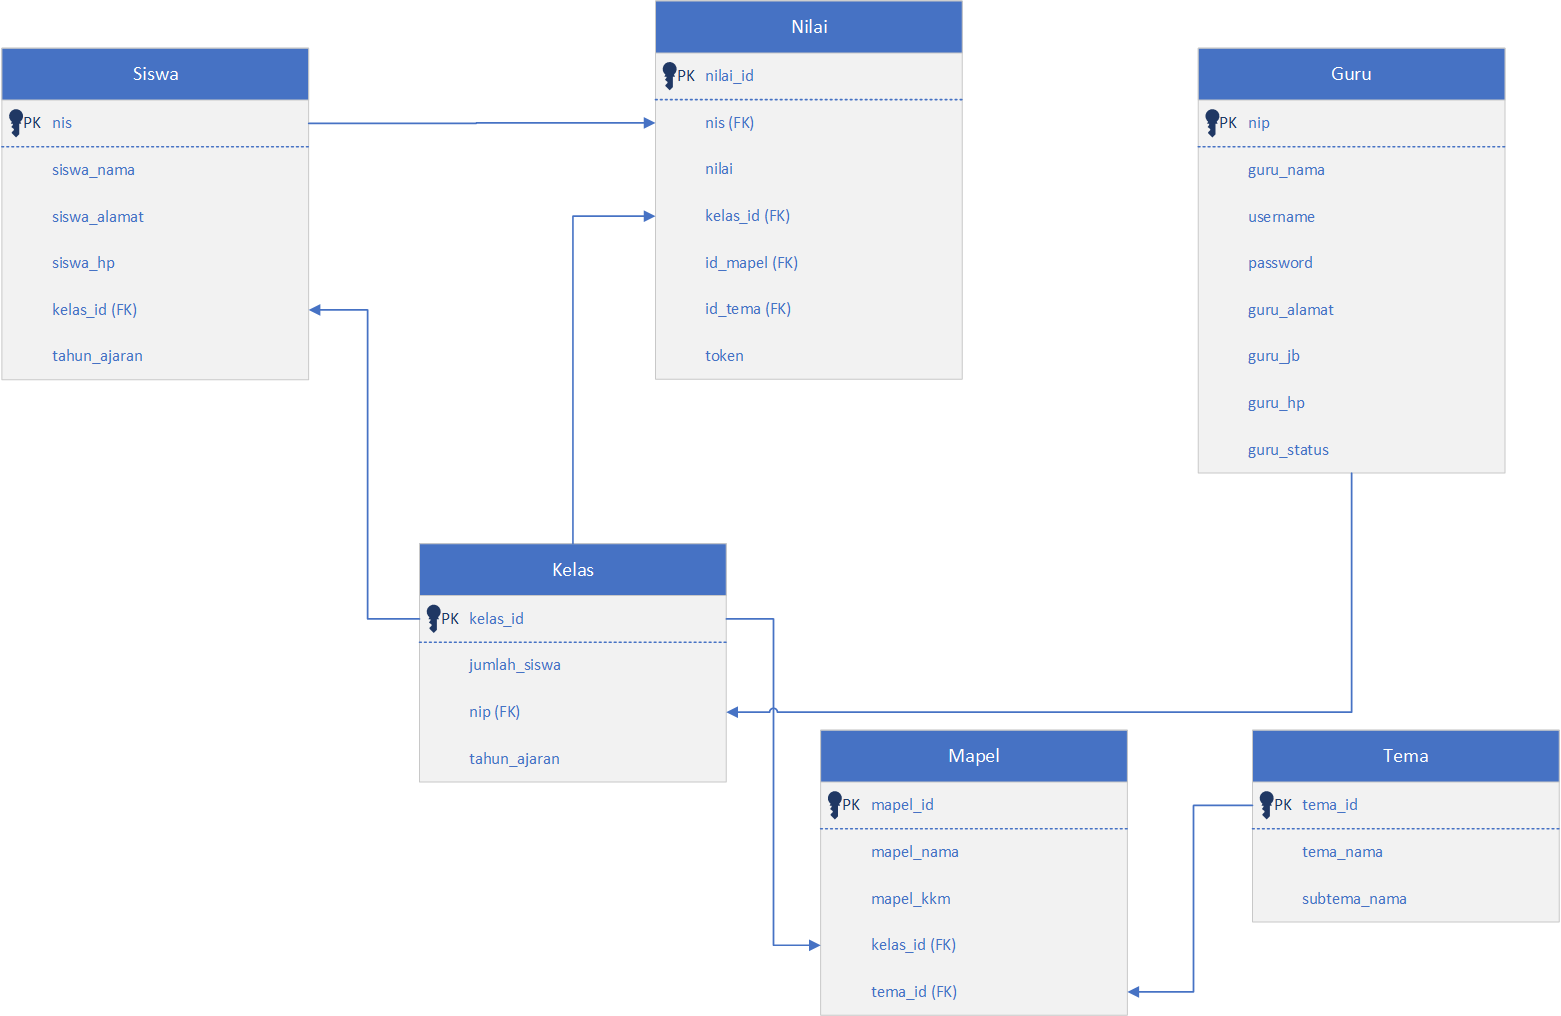 Siswa
PK nis
siswa_nama
siswa_alamat
siswa_hp
kelas_id (FK)
tahun_ajaran
Nilai
PK nilai_id
nis (FK)
nilai
kelas_id (FK)
id_mapel (FK)
id_tema (FK)
token
Guru
PK nip
guru_nama
username
password
guru_alamat
guru_jb
guru_hp
guru_status
Kelas
PK kelas_id
jumlah_siswa
nip (FK)
tahun_ajaran
Mapel
PK mapel_id
mapel_nama
mapel_kkm
kelas_id (FK)
tema_id (FK)
Tema
PK tema_id
tema_nama
subtema_nama